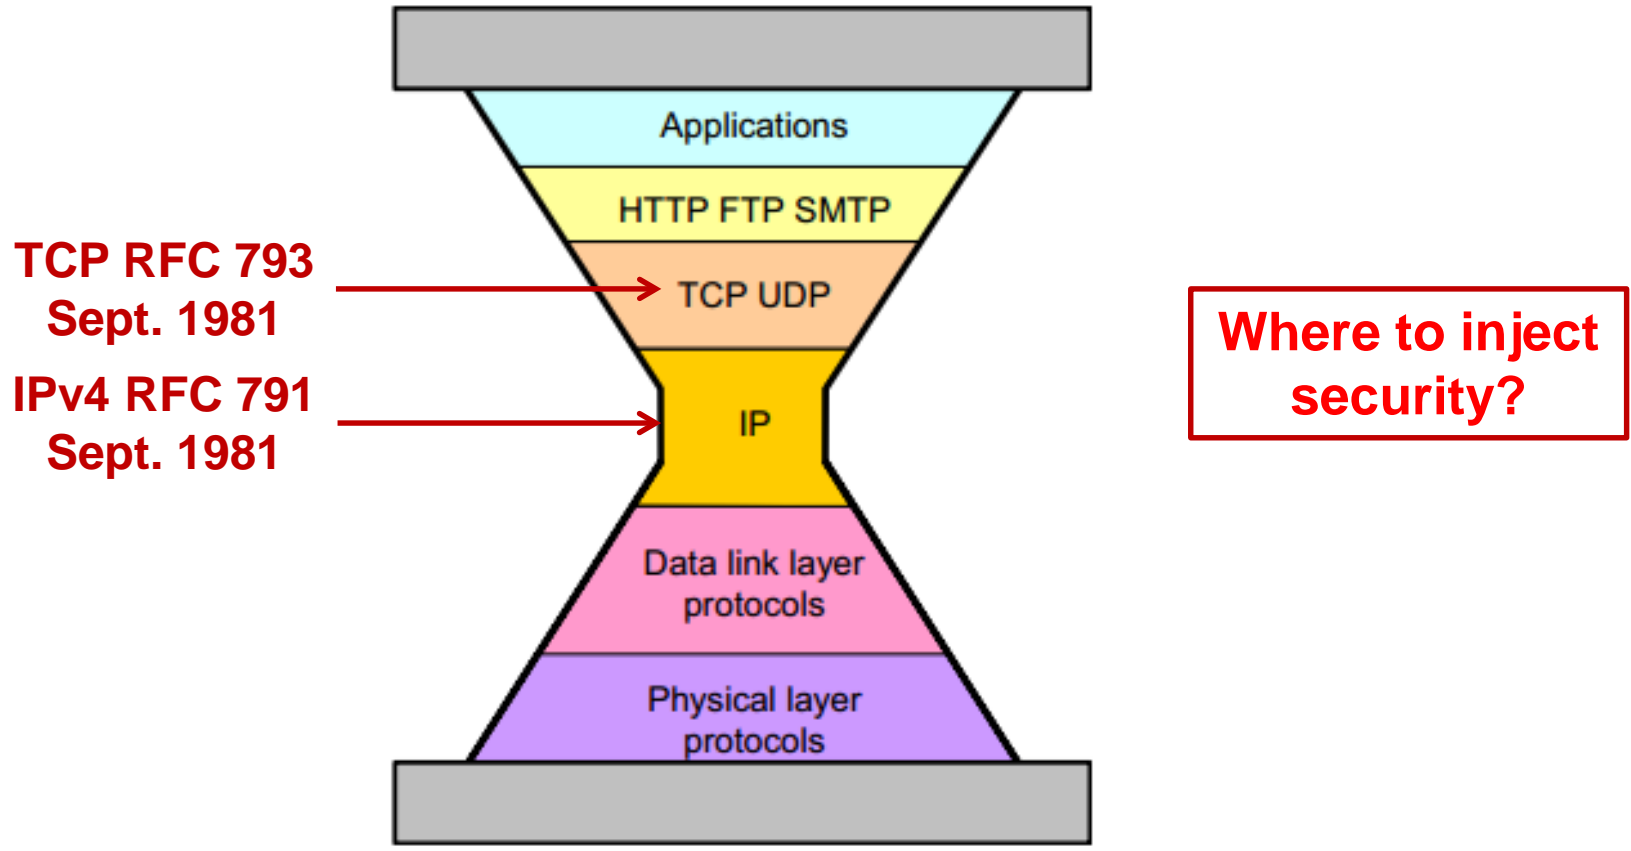 Applications
HTTP FTP SMTP
TCP RFC 793
Sept. 1981
TCP UDP
IPv4 RFC 791
Sept. 1981
IP
Where to inject
security?
Data link layer
protocols
Physical layer
protocols